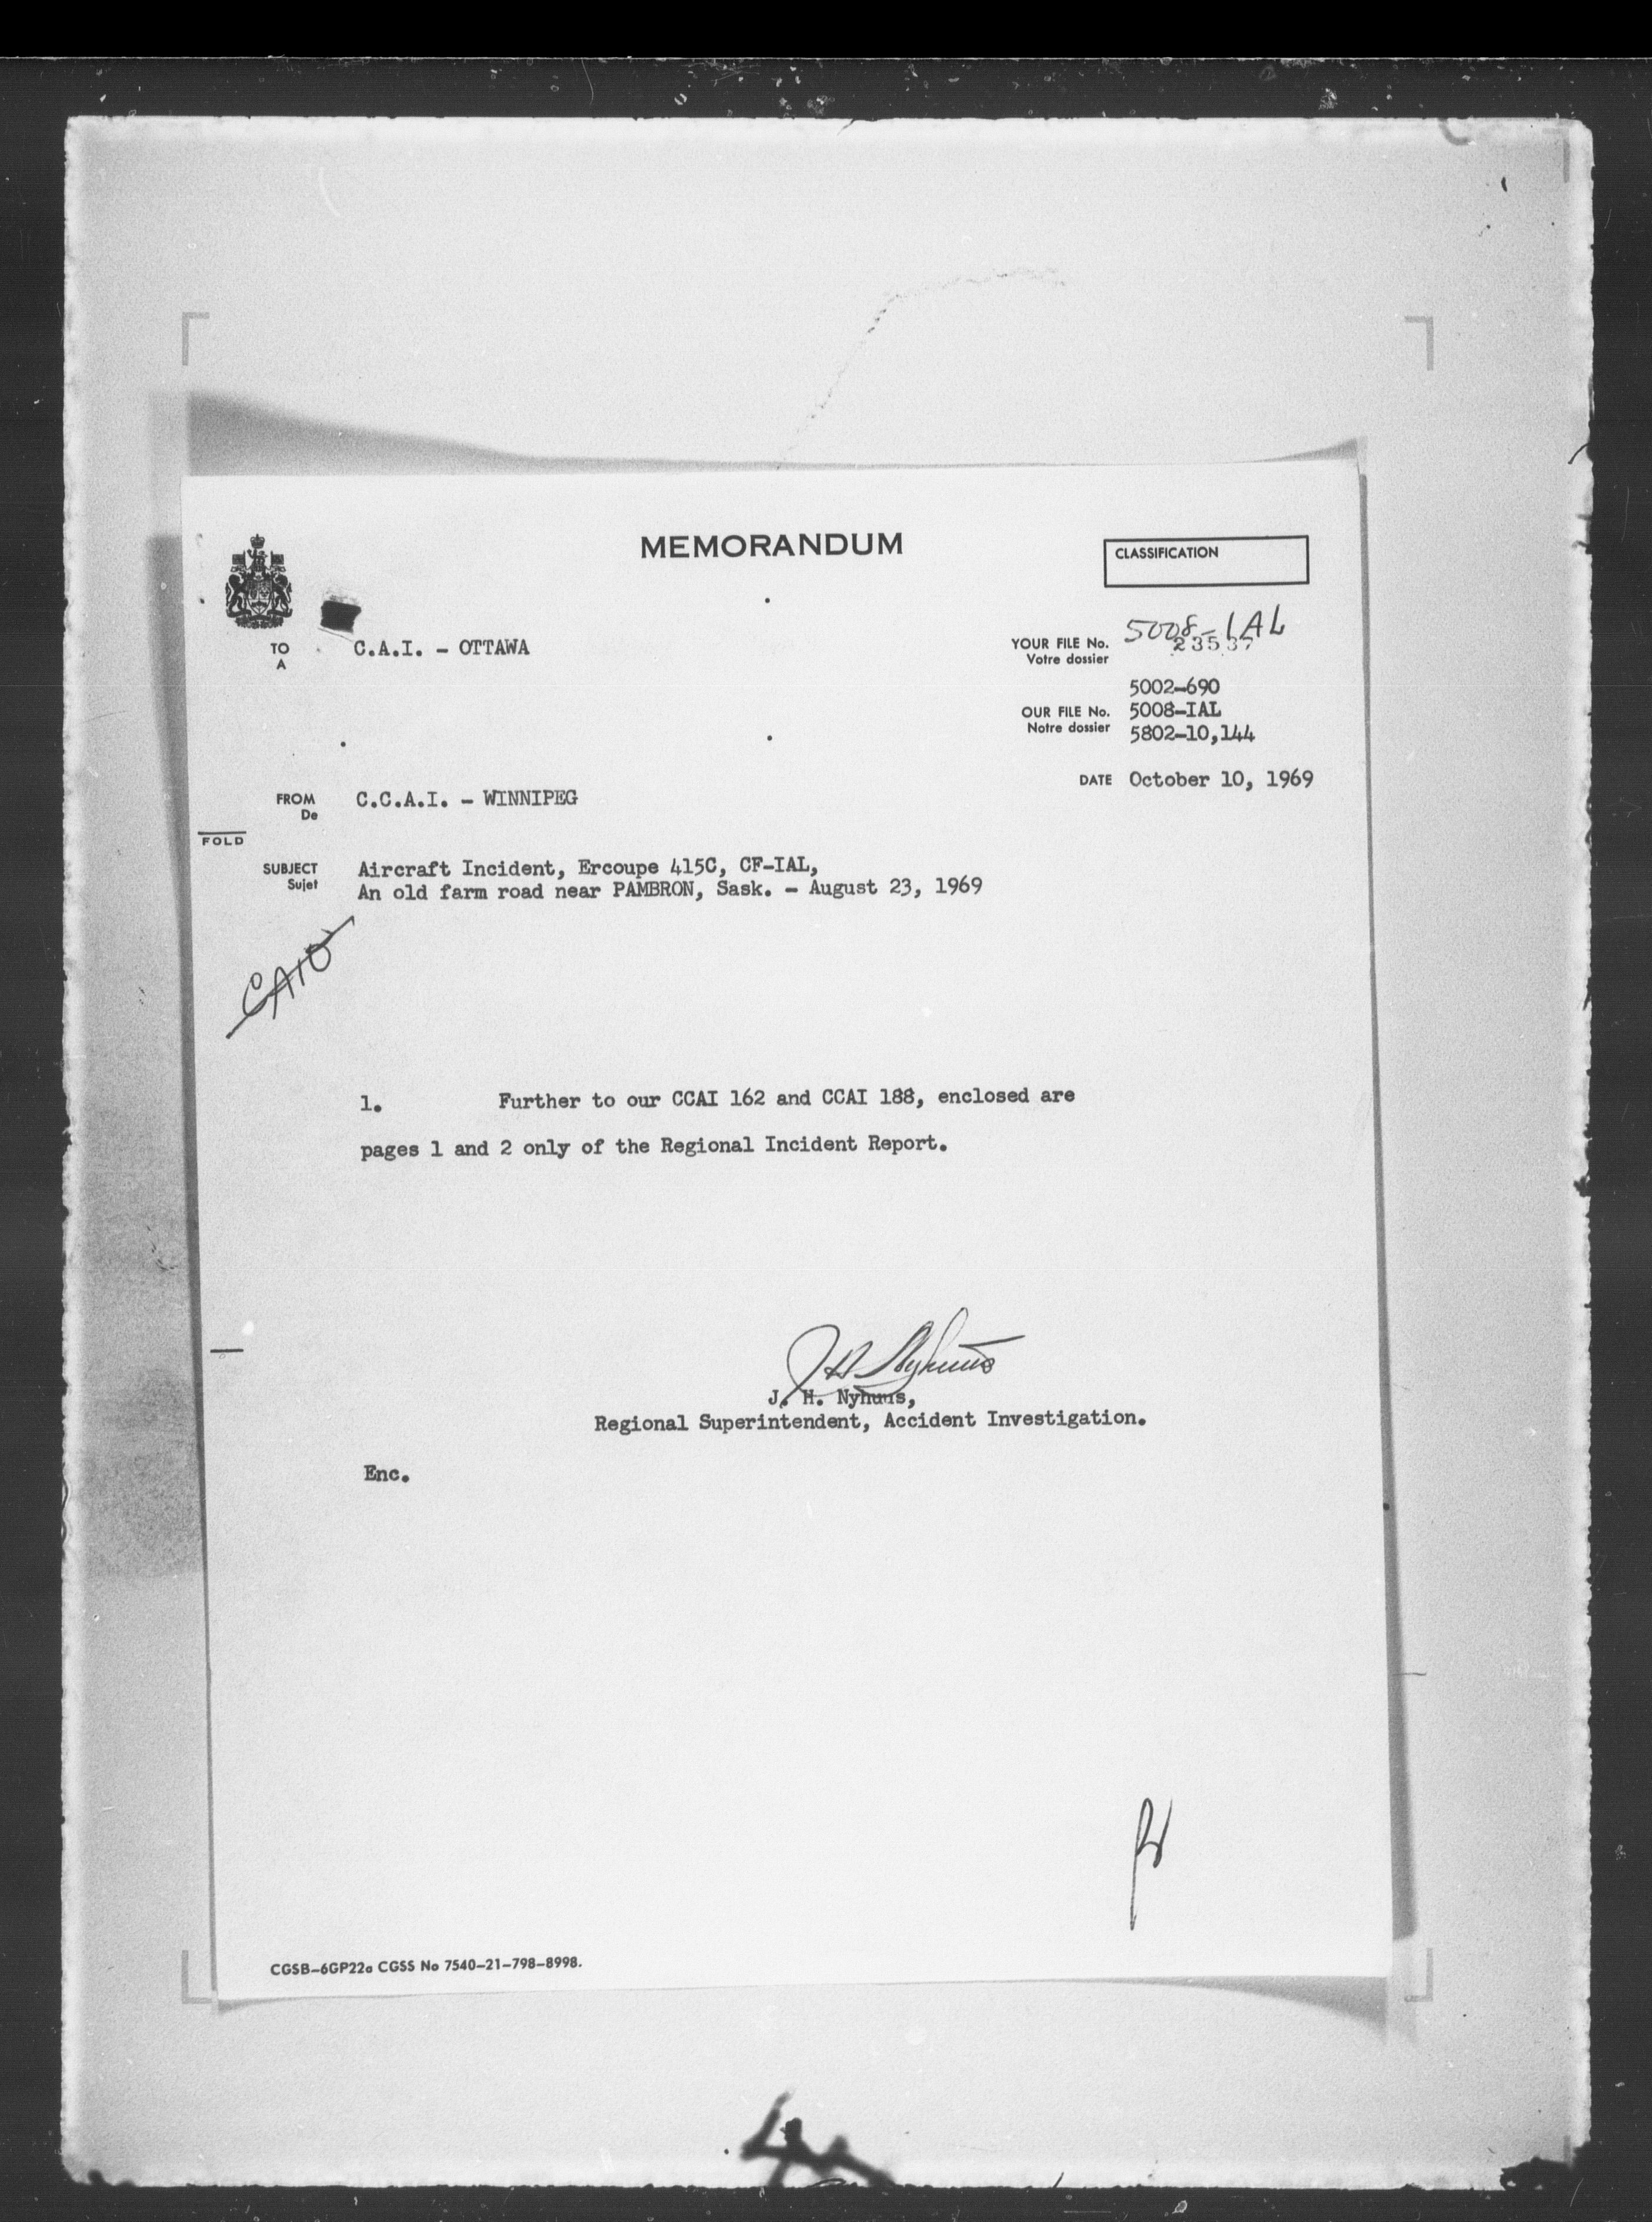 MEMORANDUM
CLASSIFICATION
TO
A
C.A.I. - OTTAWA
YOUR FILE No.
Votre dossier
5008-IAL
23537
5002-690
OUR FILE No.
Notre dossier
5008-IAL
5802-10,144
DATE October 10, 1969
FROM
De
C.C.A.I. - WINNIPEG
FOLD
SUBJECT
Sujet
Aircraft Incident, Ercoupe 415C, CF-IAL,
An old farm road near PAMBRON, Sask. - August 23, 1969
CAIO
1. Further to our CCAI 162 and CCAI 188, enclosed are
pages 1 and 2 only of the Regional Incident Report.
J H Nyhuus
J. H. Nyhuus,
Regional Superintendent, Accident Investigation.
Enc.
CGSB-6GP22a CGSS No 7540-21-798-8998.